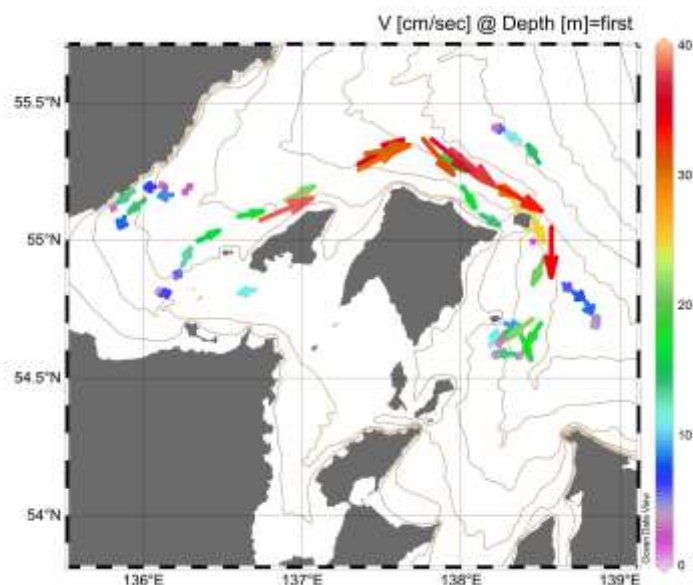 V [cm/sec] @ Depth [m]=first
40
55.5°N
30
55°N
20
54.5°N
10
54°N
Ocean Data View
0
136°E 137°E 138°E 139°E